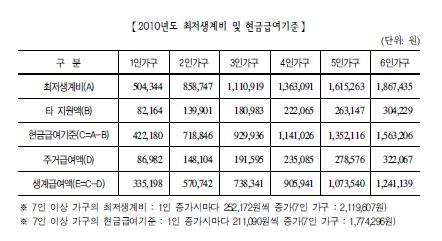 【 2010년도 최저생계비 및 현금급여기준 】
(단위: 원)
구 분 1인가구 2인가구 3인가구 4인가구 5인가구 6인가구
최저생계비(A) 504,344 858,747 1,110,919 1,363,091 1,615,263 1,867,435
타 지원액(B) 82,164 139,901 180,983 222,065 263,147 304,229
현금급여기준(C=A-B) 422,180 718,846 929,936 1,141,026 1,352,116 1,563,206
주거급여액(D) 86,982 148,104 191,595 235,085 278,576 322,067
생계급여액(E=C-D) 335,198 570,742 738,341 905,941 1,073,540 1,241,139
※ 7인 이상 가구의 최저생계비 : 1인 증가시마다 252,172원씩 증가(7인 가구 : 2,119,607원)
※ 7인 이상 가구의 현금급여기준 : 1인 증가시마다 211,090원씩 증가(7인 가구 : 1,774,296원)